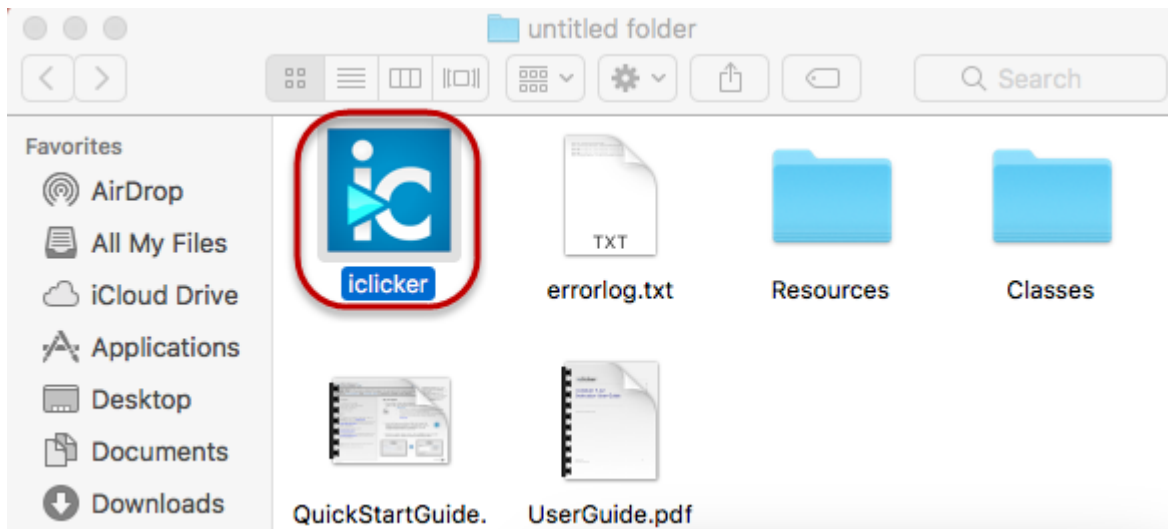 untitled folder
Search
Favorites
AirDrop
All My Files
iCloud Drive
Applications
Desktop
Documents
Downloads
ic
iclicker
TXT
errorlog.txt
Resources
Classes
QuickStartGuide.
UserGuide.pdf